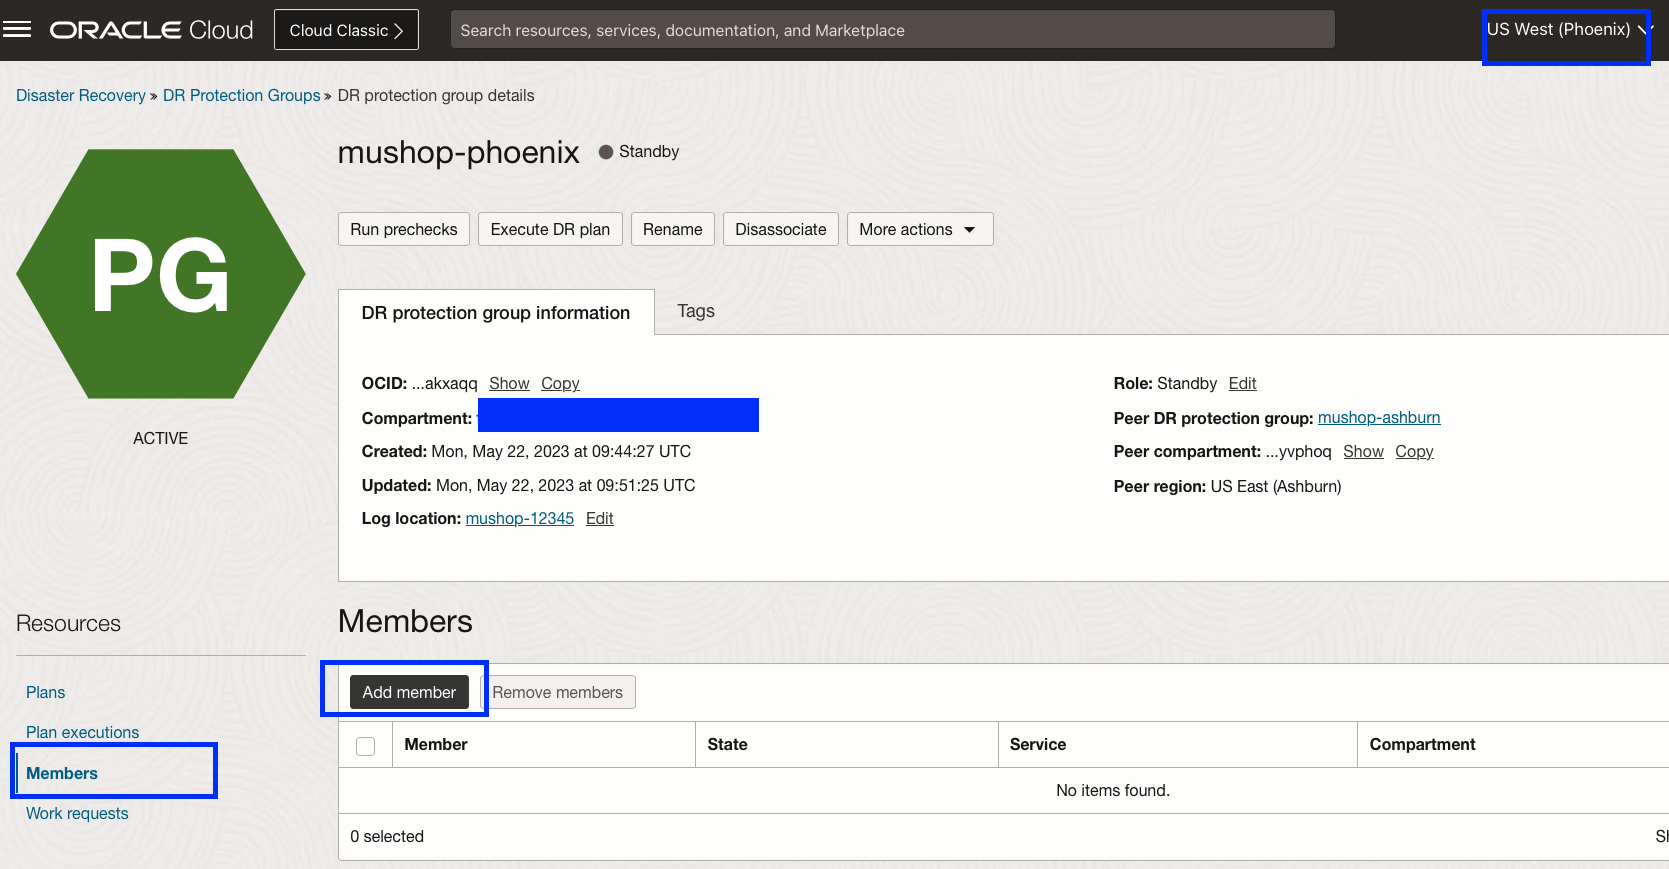 ORACLE Cloud Cloud Classic Search resources, services, documentation, and Marketplace US West (Phoenix)
Disaster Recovery » DR Protection Groups » DR protection group details
PG
ACTIVE
mushop-phoenix Standby
Run prechecks Execute DR plan Rename Disassociate More actions
DR protection group information Tags
OCID: ...akxaqq Show Copy
Compartment:
Created: Mon, May 22, 2023 at 09:44:27 UTC
Updated: Mon, May 22, 2023 at 09:51:25 UTC
Log location: mushop-12345 Edit
Role: Standby Edit
Peer DR protection group: mushop-ashburn
Peer compartment: ...yvphoq Show Copy
Peer region: US East (Ashburn)
Resources
Plans
Plan executions
Members
Work requests
Members
Add member Remove members
Member State Service Compartment
No items found.
0 selected